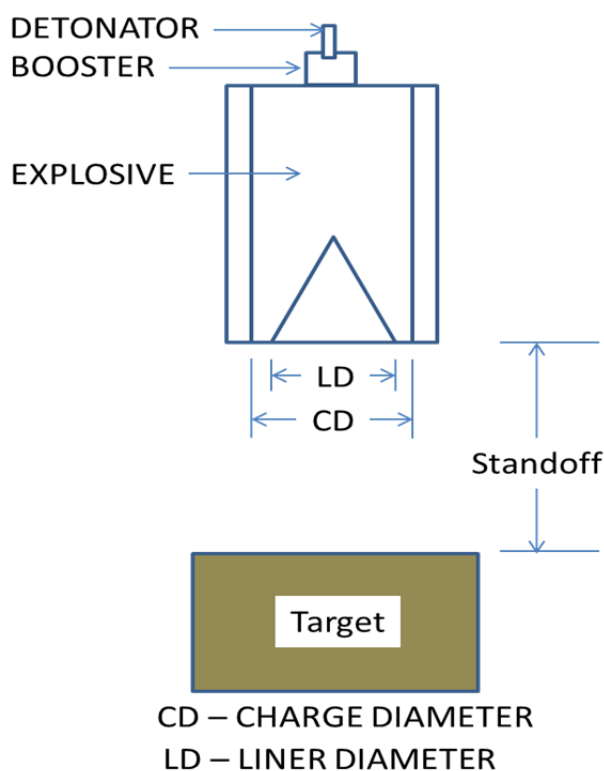 DETONATOR
BOOSTER
EXPLOSIVE
LD
CD
Standoff
Target
CD – CHARGE DIAMETER
LD – LINER DIAMETER